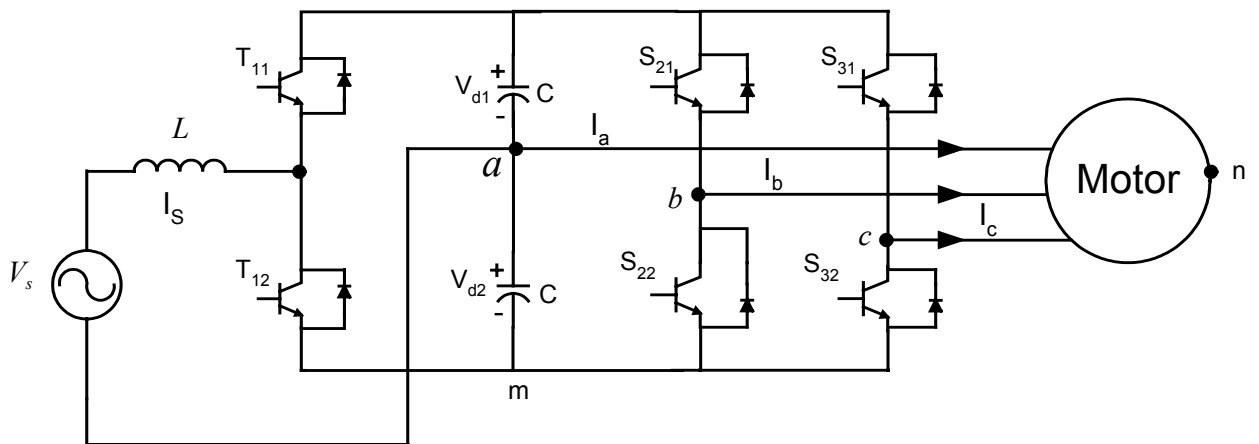 T11
S21
S31
+
Vd1
C
-
L
Ia
a
Ib
Motor
n
IS
b
Ic
c
Vs
T12
+
Vd2
C
-
S22
S32
m